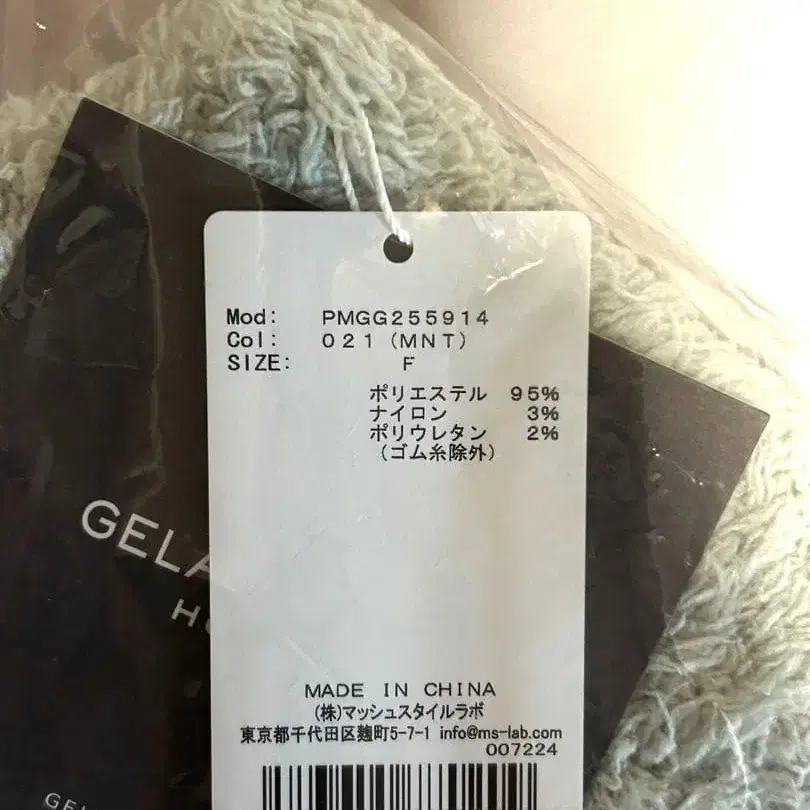 Mod: PMGG255914
Col: 021(MNT)
SIZE: F
ポリエステル 95%
ナイロン 3%
ポリウレタン 2%
(ゴム糸除外)
MADE IN CHINA
(株)マッシュスタイルラボ
東京都千代田区麹町5-7-1 info@ms-lab.com
007224